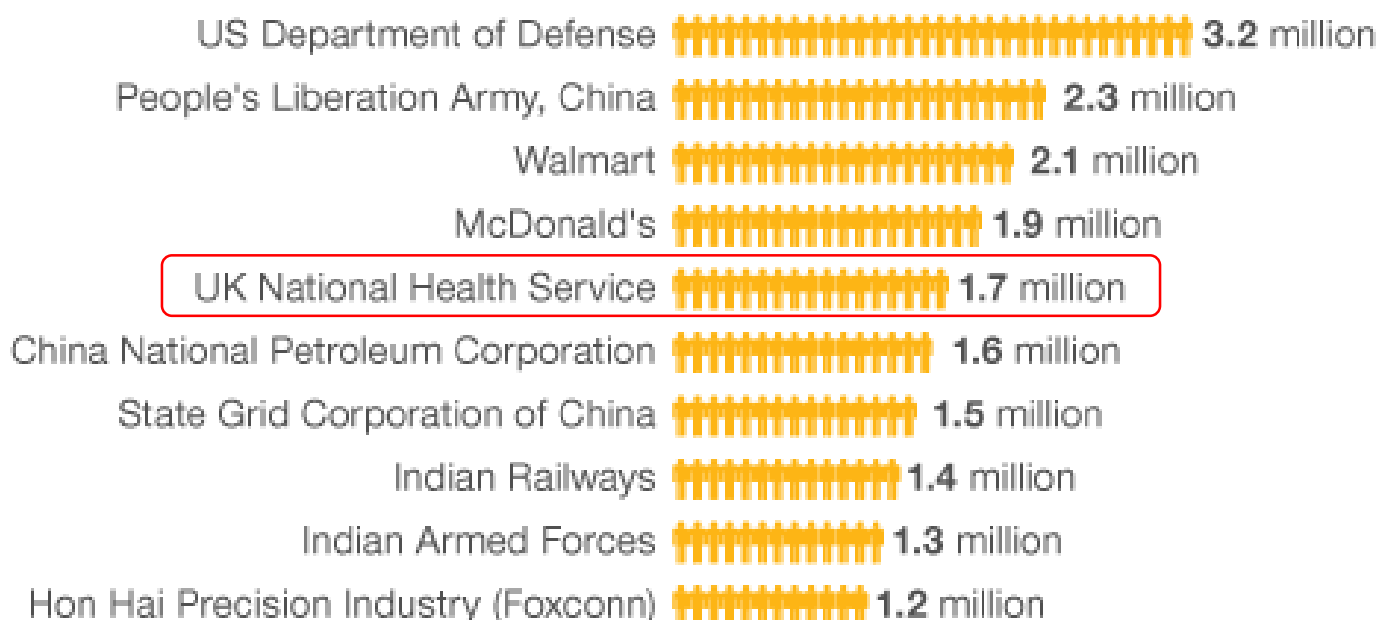 US Department of Defense 3.2 million
People's Liberation Army, China 2.3 million
Walmart 2.1 million
McDonald's 1.9 million
UK National Health Service 1.7 million
China National Petroleum Corporation 1.6 million
State Grid Corporation of China 1.5 million
Indian Railways 1.4 million
Indian Armed Forces 1.3 million
Hon Hai Precision Industry (Foxconn) 1.2 million